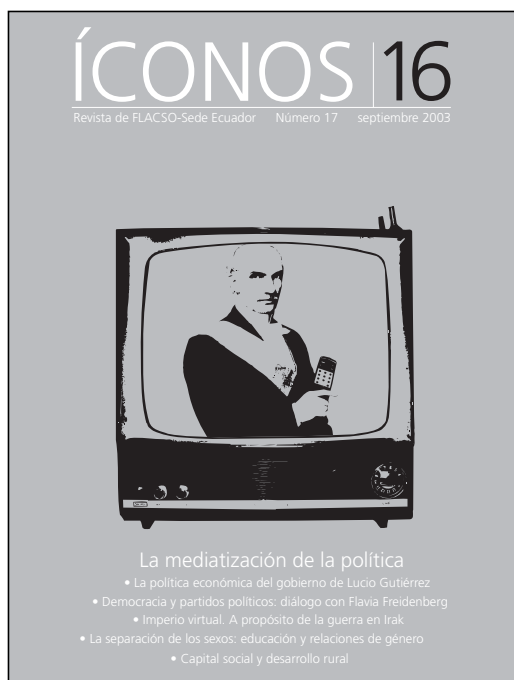 ÍCONOS 16
Revista de FLACSO-Sede Ecuador Número 17 septiembre 2003
La mediatización de la política
• La política económica del gobierno de Lucio Gutiérrez
• Democracia y partidos políticos: diálogo con Flavia Freidenberg
• Imperio virtual. A propósito de la guerra en Irak
• La separación de los sexos: educación y relaciones de género
• Capital social y desarrollo rural